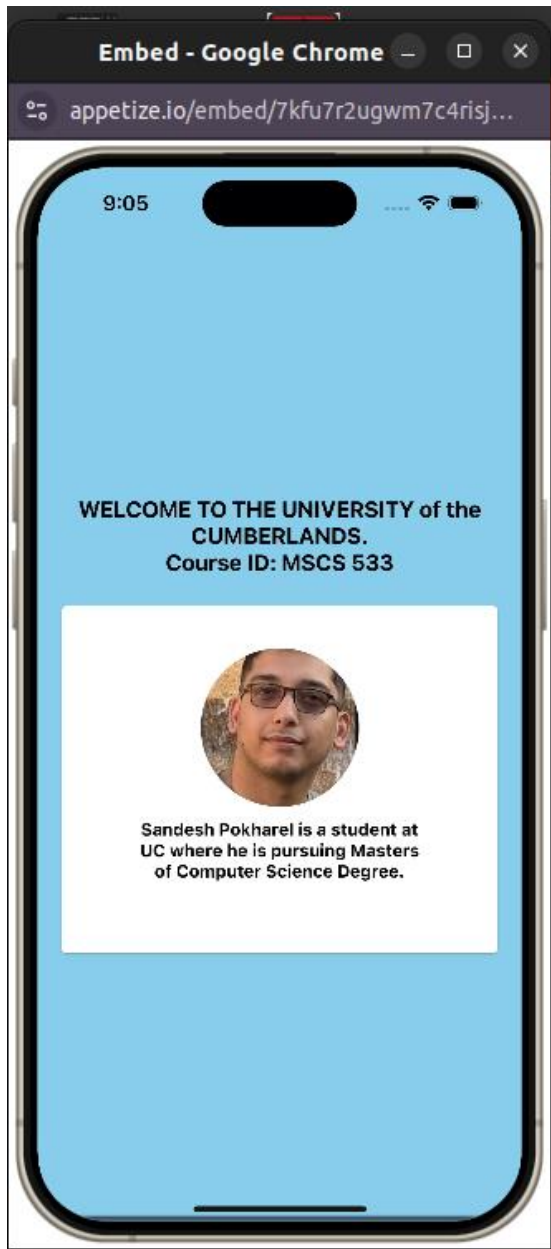 Embed - Google Chrome
appetize.io/embed/7kfu7r2ugwm7c4risj...
9:05
WELCOME TO THE UNIVERSITY of the
CUMBERLANDS.
Course ID: MSCS 533
Sandesh Pokharel is a student at
UC where he is pursuing Masters
of Computer Science Degree.